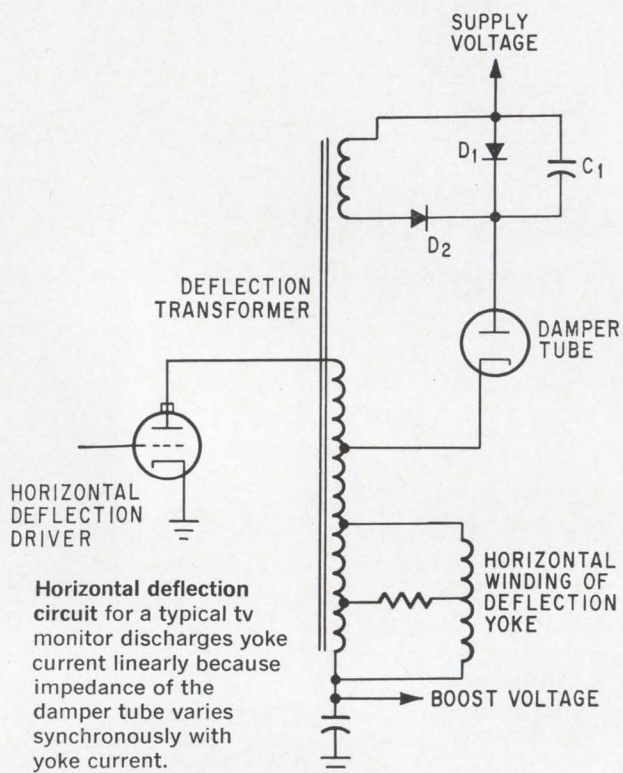 SUPPLY
VOLTAGE
D1
C1
D2
DEFLECTION
TRANSFORMER
DAMPER
TUBE
HORIZONTAL
DEFLECTION
DRIVER
HORIZONTAL
WINDING OF
DEFLECTION
YOKE
BOOST VOLTAGE
Horizontal deflection
circuit for a typical tv
monitor discharges yoke
current linearly because
impedance of the
damper tube varies
synchronously with
yoke current.